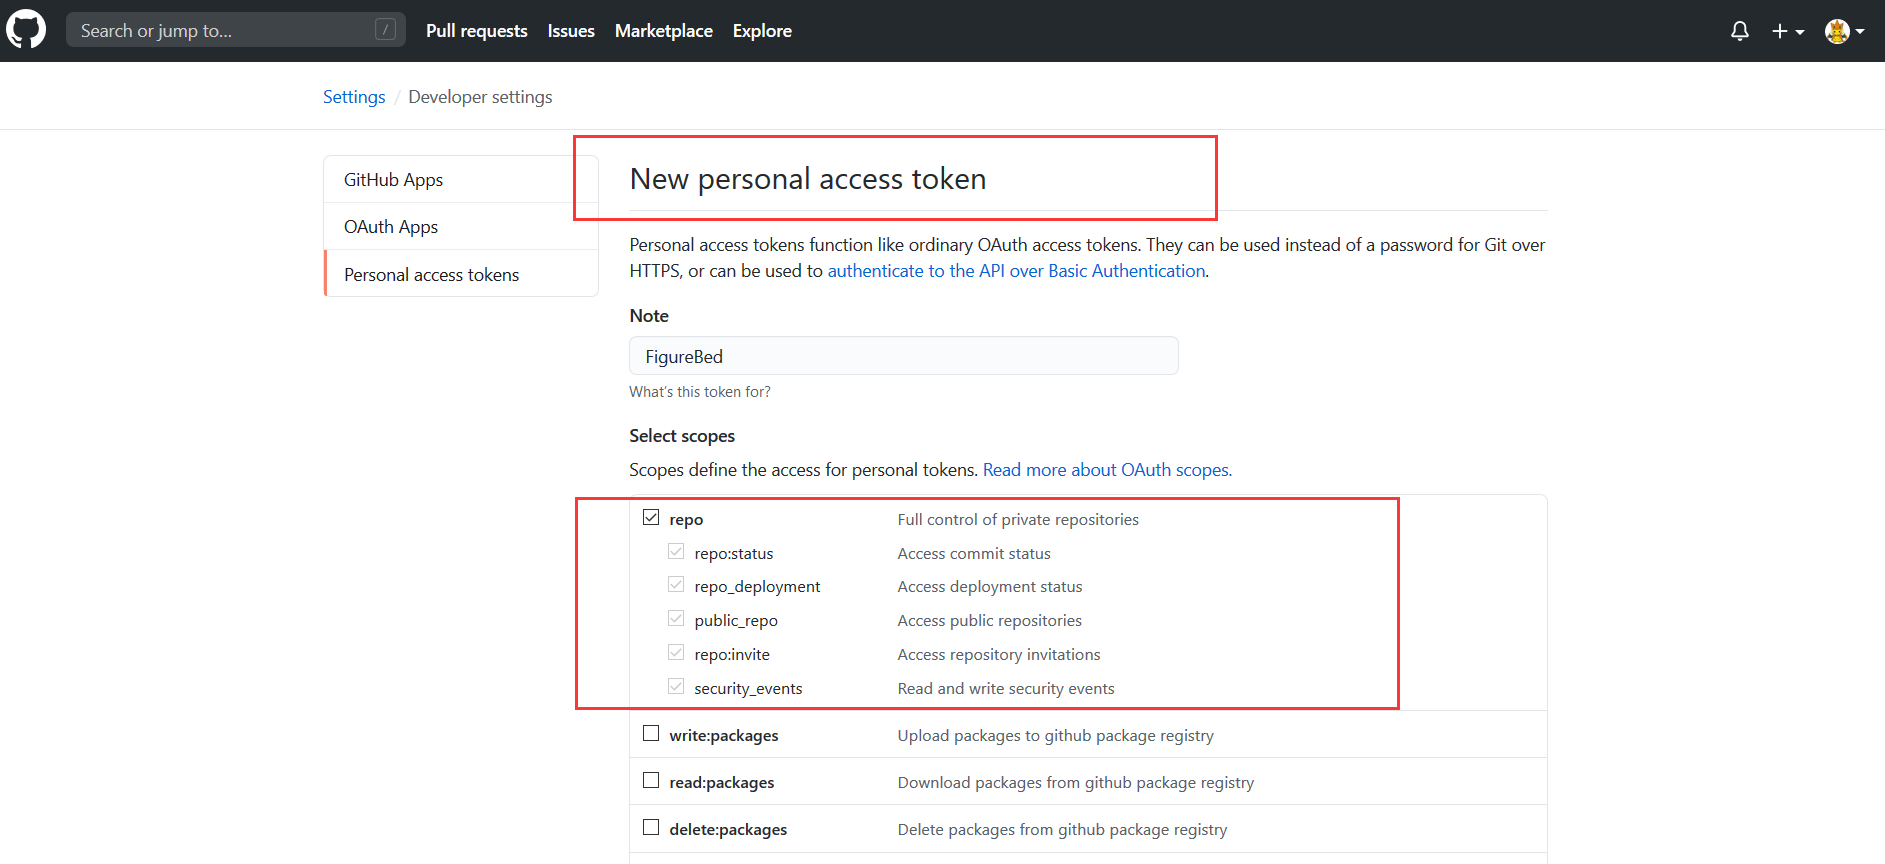 Search or jump to... /
Pull requests Issues Marketplace Explore
Settings / Developer settings
GitHub Apps
OAuth Apps
Personal access tokens
New personal access token
Personal access tokens function like ordinary OAuth access tokens. They can be used instead of a password for Git over
HTTPS, or can be used to authenticate to the API over Basic Authentication.
Note
FigureBed
What's this token for?
Select scopes
Scopes define the access for personal tokens. Read more about OAuth scopes.
repo Full control of private repositories
repo:status Access commit status
repo_deployment Access deployment status
public_repo Access public repositories
repo:invite Access repository invitations
security_events Read and write security events
write:packages Upload packages to github package registry
read:packages Download packages from github package registry
delete:packages Delete packages from github package registry